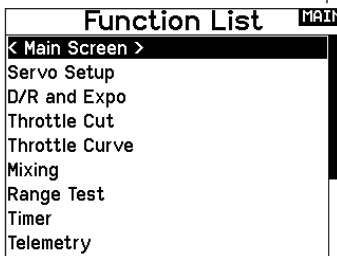 Function List MAIN
< Main Screen >
Servo Setup
D/R and Expo
Throttle Cut
Throttle Curve
Mixing
Range Test
Timer
Telemetry